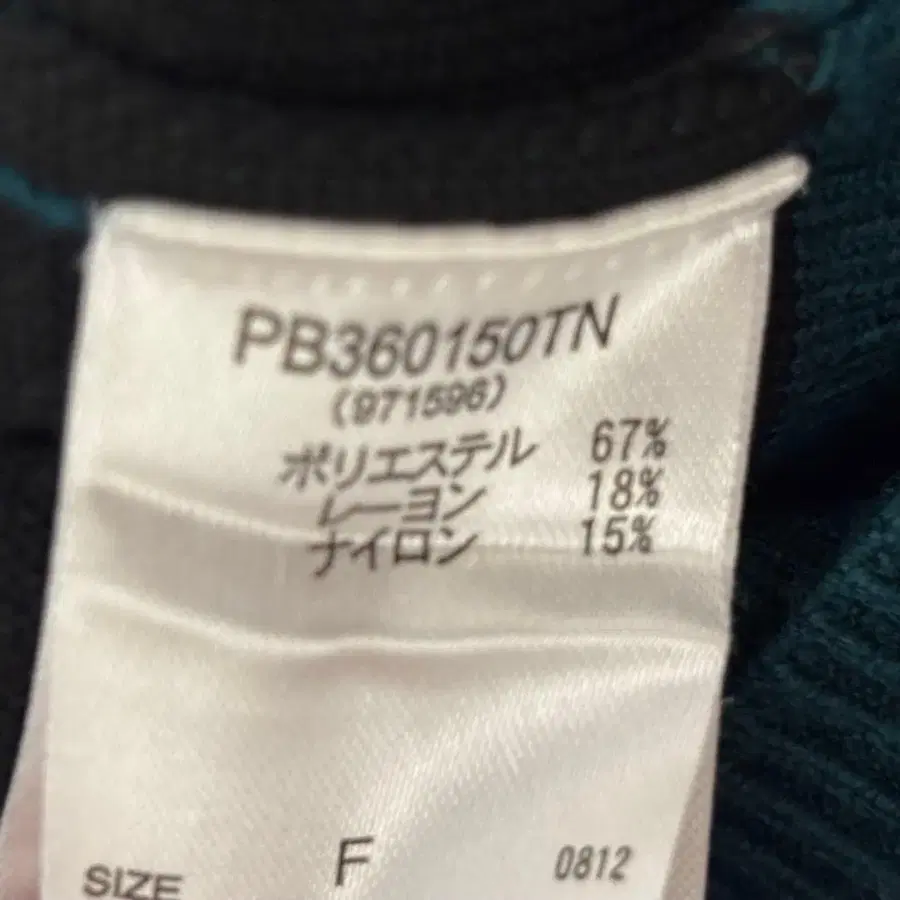 PB360150TN
(971596)
ポリエステル 67%
レーヨン 18%
ナイロン 15%
SIZE F 0812